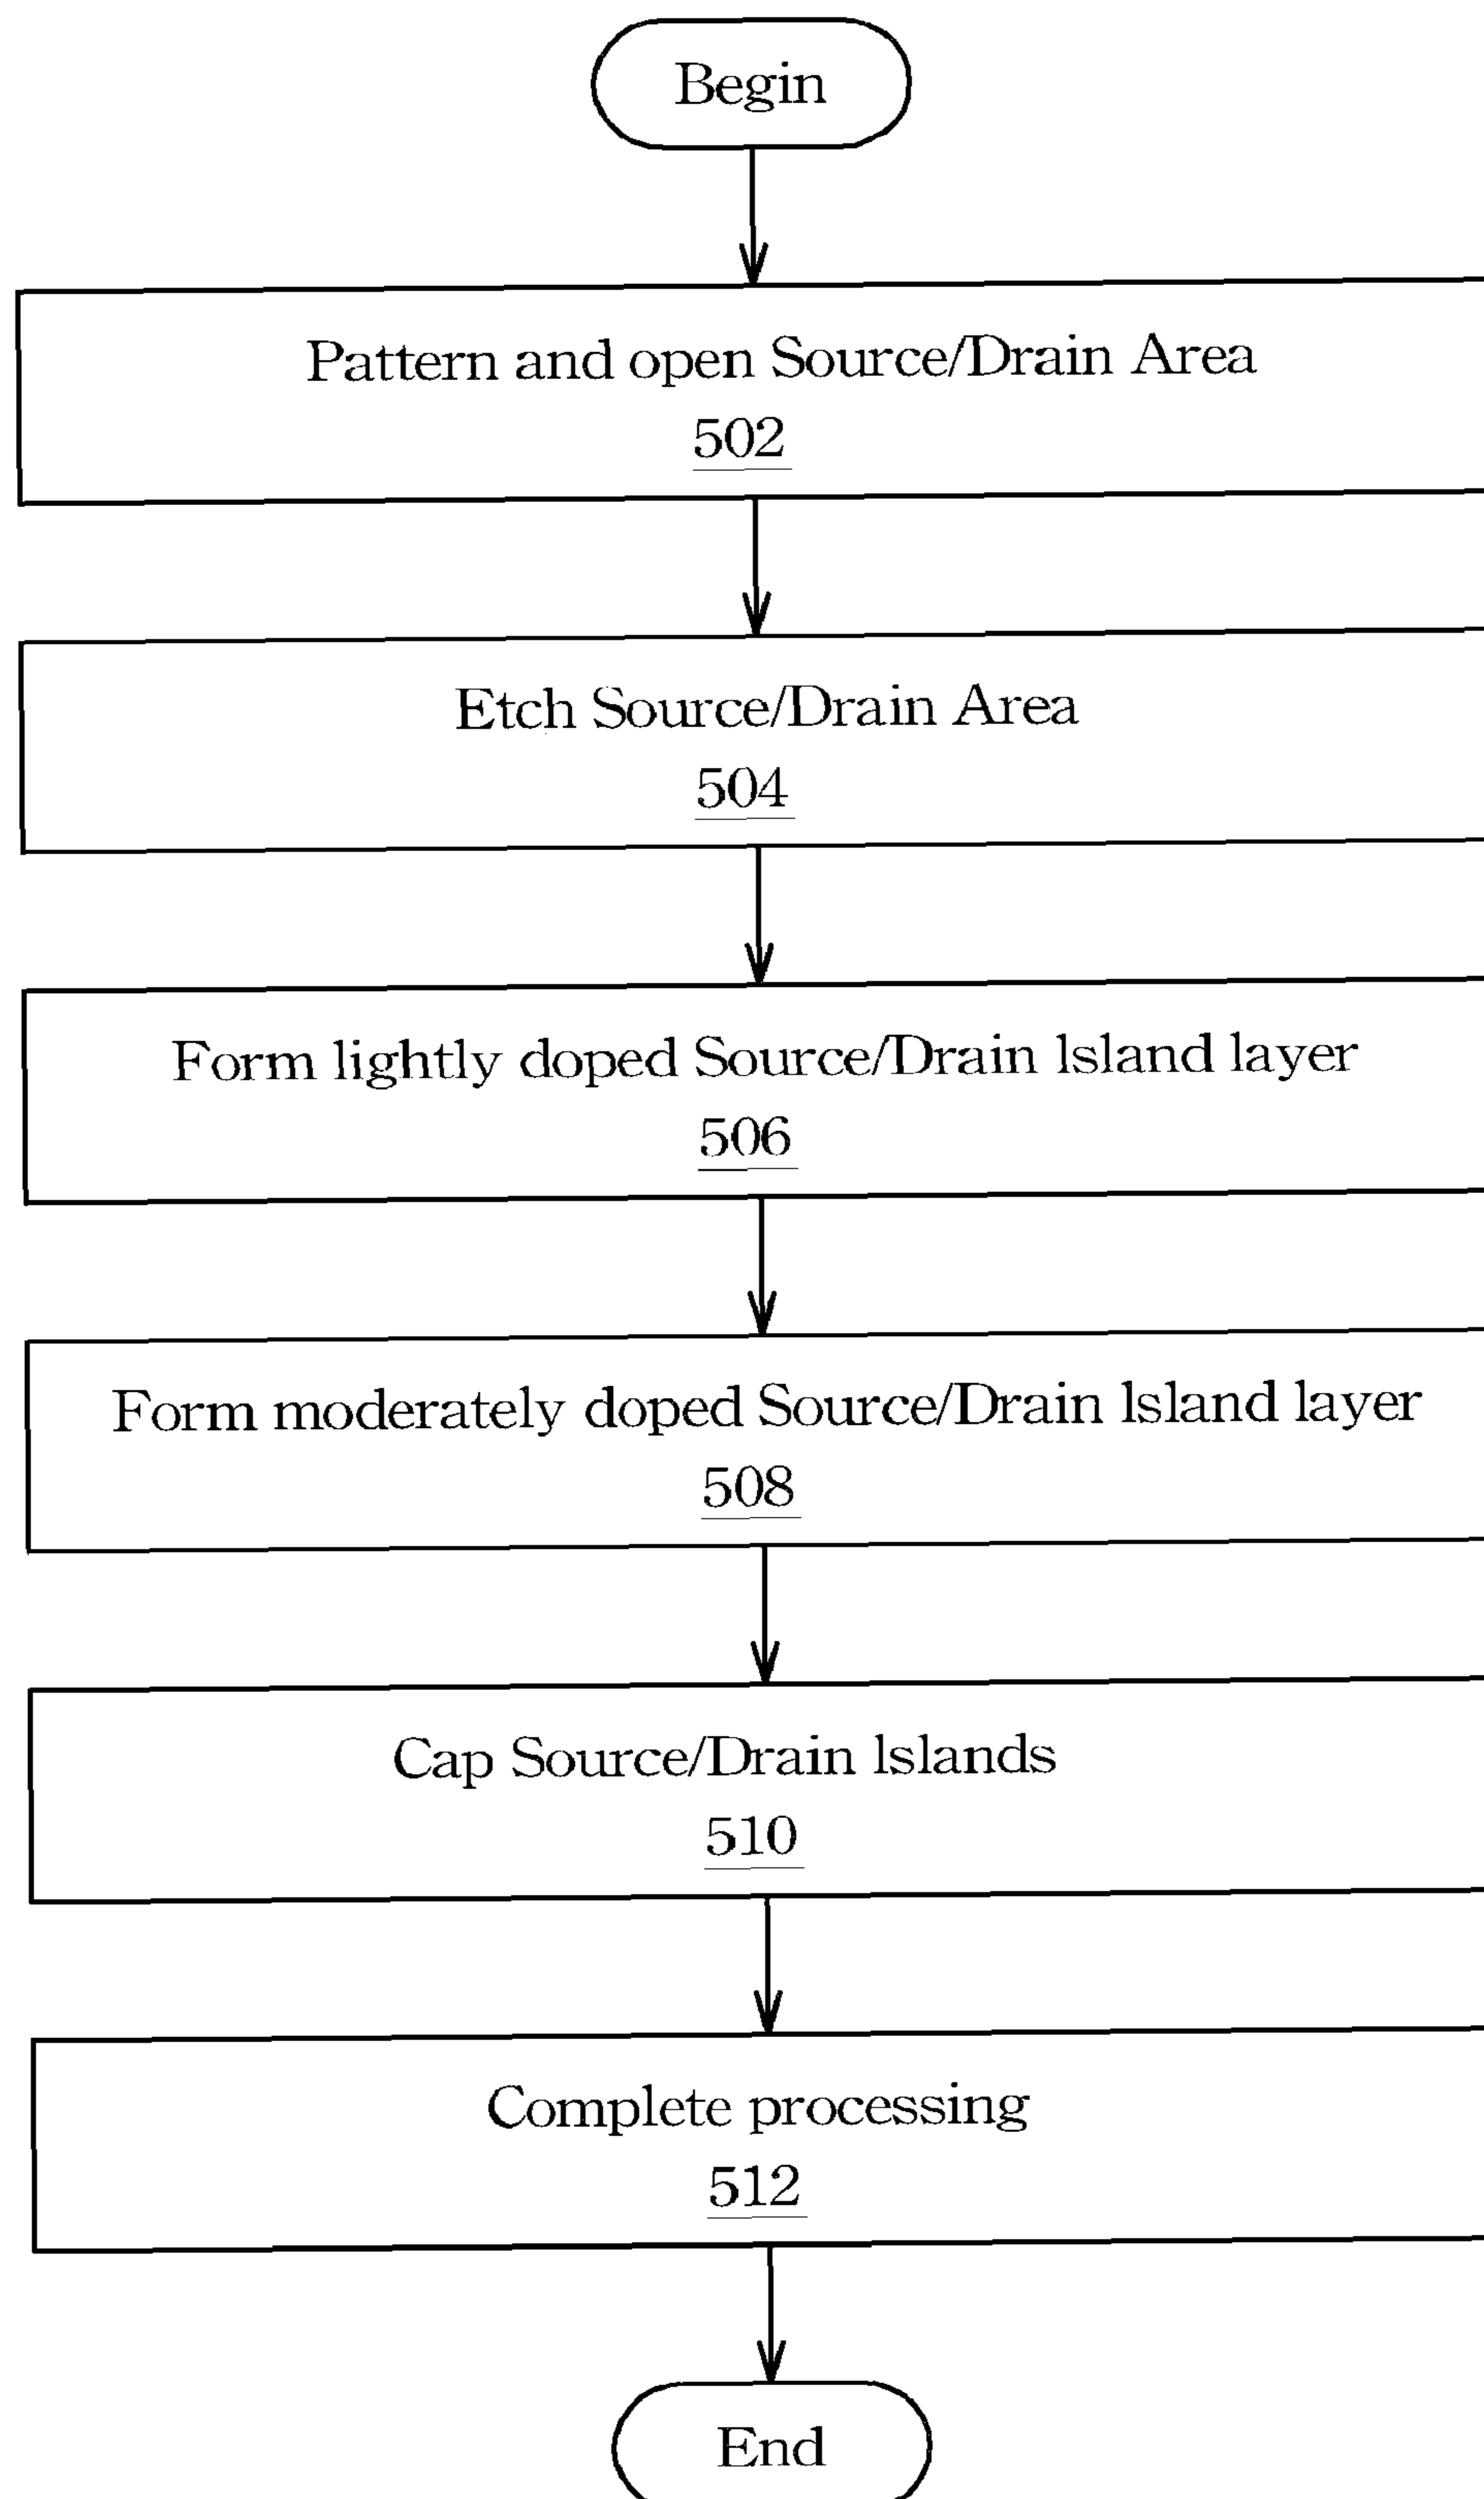 Begin
Pattern and open Source/Drain Area
502
Etch Source/Drain Area
504
Form lightly doped Source/Drain Island layer
506
Form moderately doped Source/Drain Island layer
508
Cap Source/Drain Islands
510
Complete processing
512
End